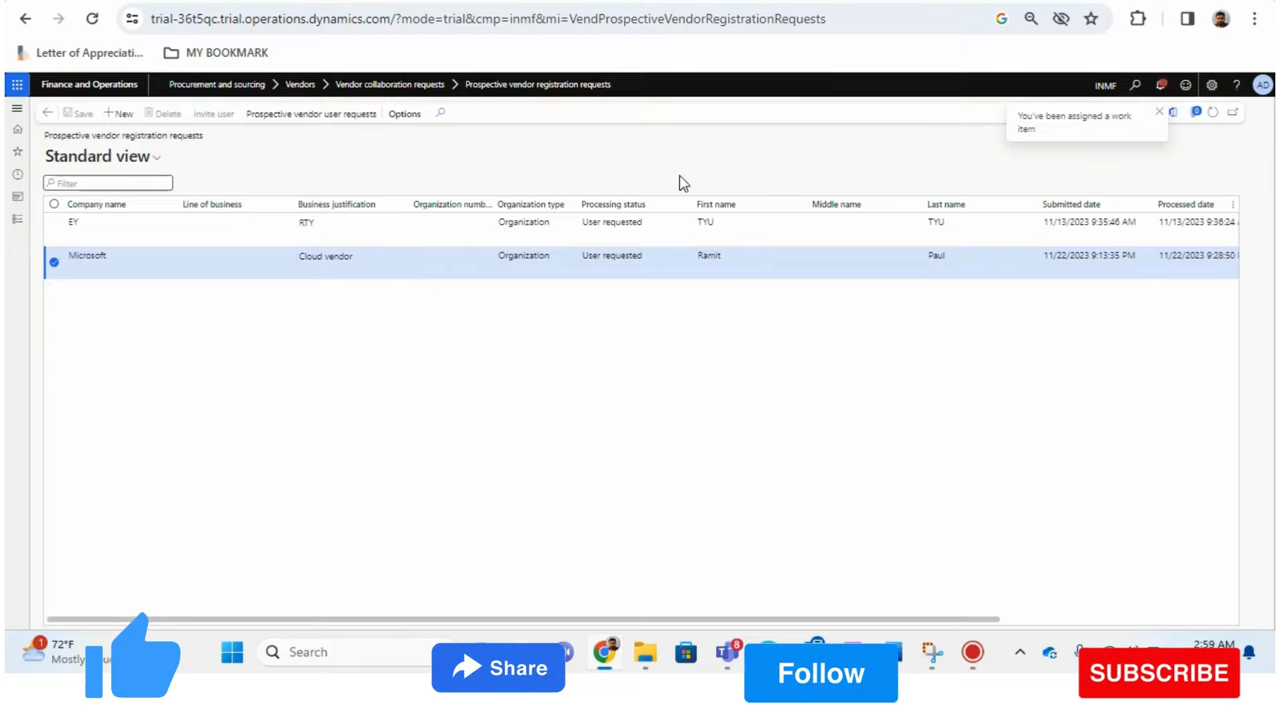 trial-36t5qc.trial.operations.dynamics.com/?mode=trial&cmp=inmf&mi=VendProspectiveVendorRegistrationRequests
Letter of Appreciati... MY BOOKMARK
Finance and Operations Procurement and sourcing > Vendors > Vendor collaboration requests > Prospective vendor registration requests INMF ? AD
Save + New Delete Invite user Prospective vendor user requests Options
You've been assigned a work
item
Prospective vendor registration requests
Standard view
Filter
Company name Line of business Business justification Organization numb... Organization type Processing status First name Middle name Last name Submitted date Processed date
EY RTY Organization User requested TYU TYU 11/13/2023 9:35:46 AM 11/13/2023 9:36:24
Microsoft Cloud vendor Organization User requested Ramit Paul 11/22/2023 9:13:35 PM 11/22/2023 9:28:50
1 72°F
Mostly
Search
8
2:59 AM
Share
Follow
SUBSCRIBE